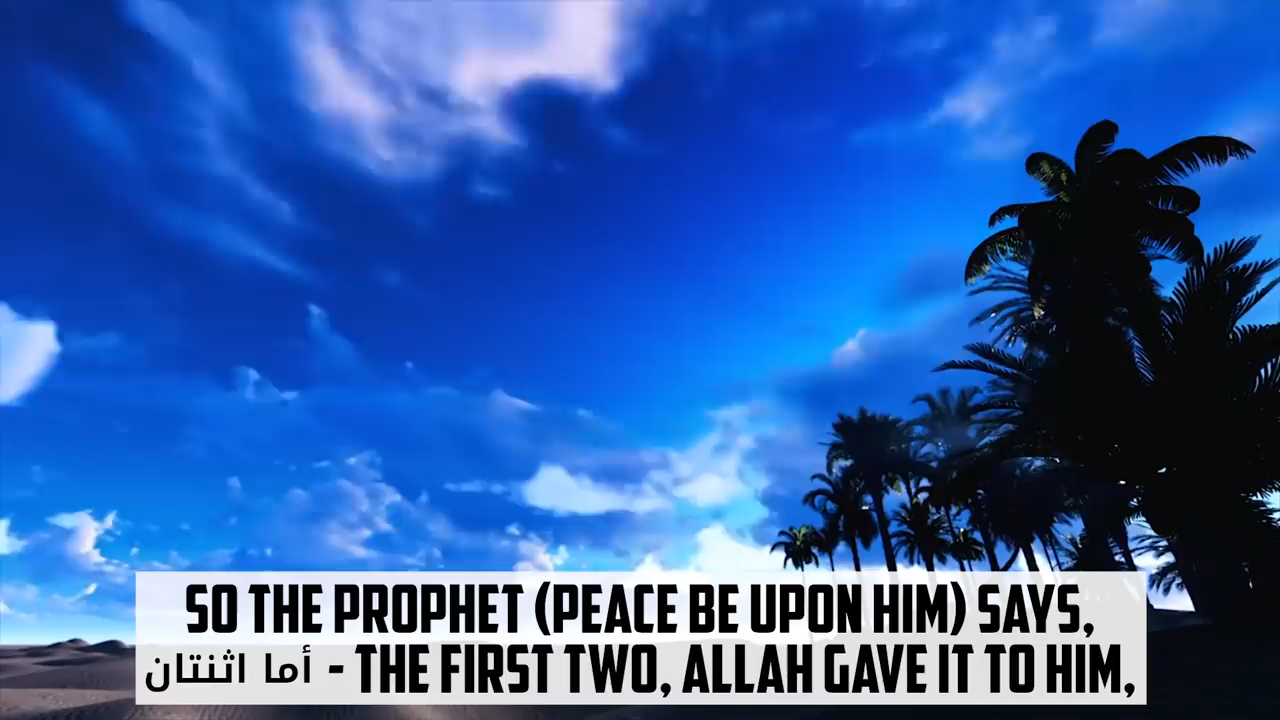 SO THE PROPHET (PEACE BE UPON HIM) SAYS,
أما اثنتان - THE FIRST TWO, ALLAH GAVE IT TO HIM,